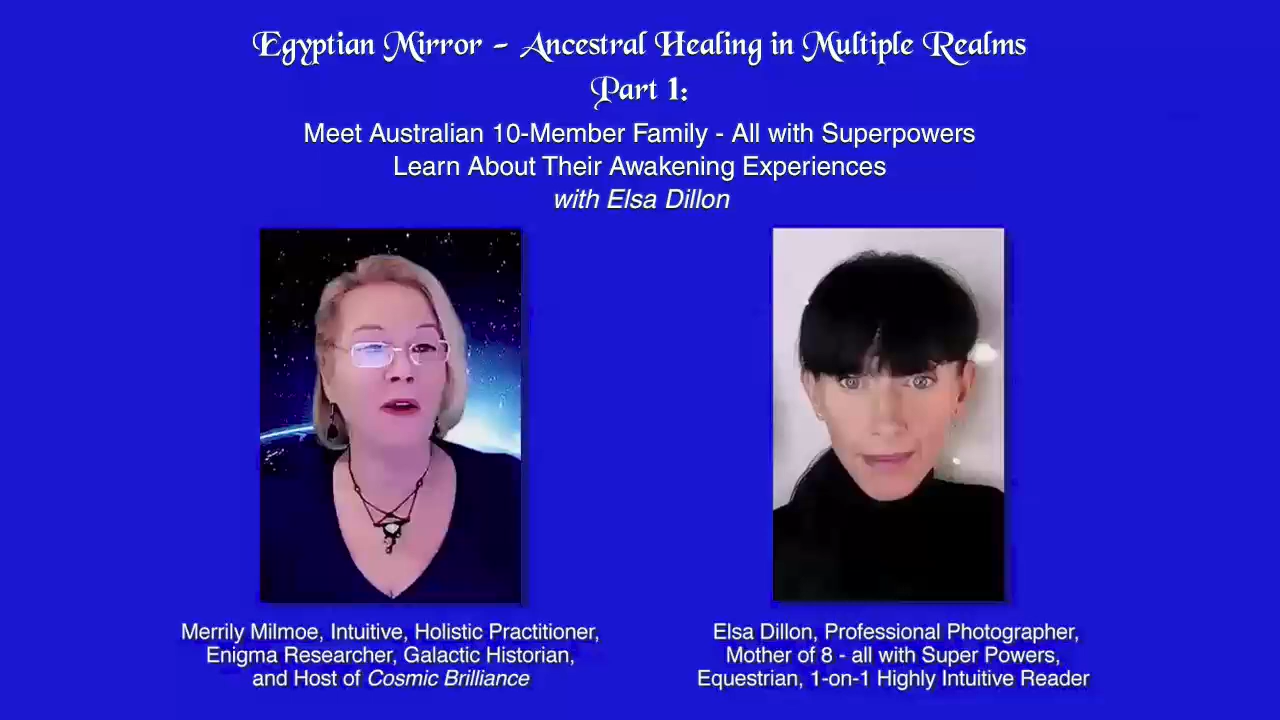 Egyptian Mirror - Ancestral Healing in Multiple Realms
Part 1:
Meet Australian 10-Member Family - All with Superpowers
Learn About Their Awakening Experiences
with Elsa Dillon
Merrily Milmoe, Intuitive, Holistic Practitioner,
Enigma Researcher, Galactic Historian,
and Host of Cosmic Brilliance
Elsa Dillon, Professional Photographer,
Mother of 8 - all with Super Powers,
Equestrian, 1-on-1 Highly Intuitive Reader